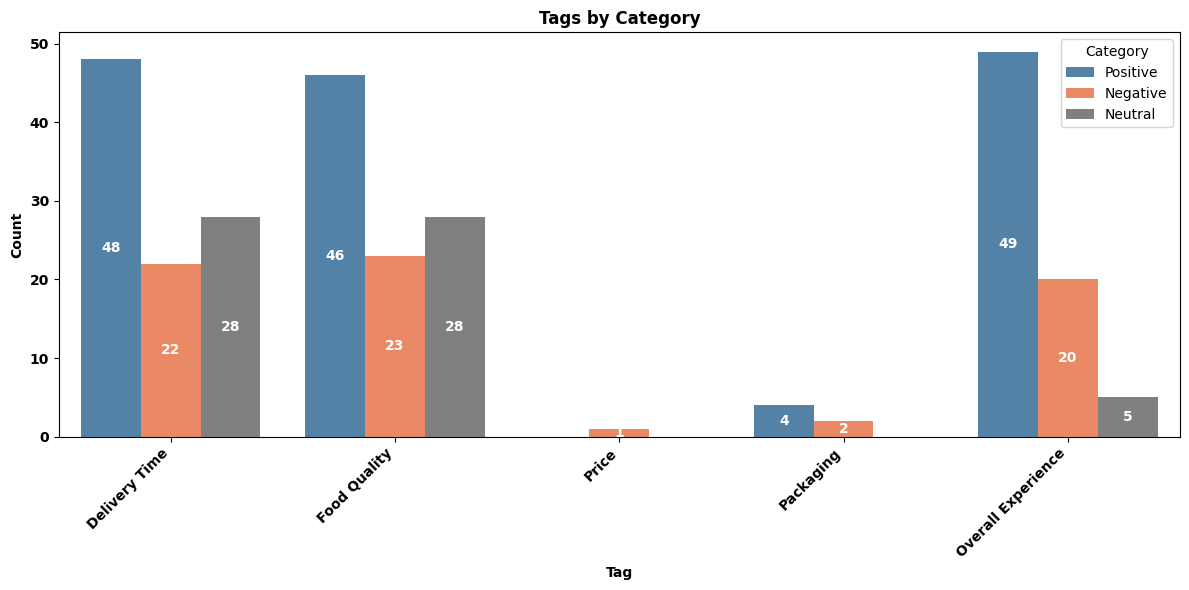 Tags by Category
50
40
30
20
10
0
Count
Category
Positive
Negative
Neutral
48
22
28
46
23
28
1
4
2
49
20
5
Delivery Time
Food Quality
Price
Packaging
Overall Experience
Tag